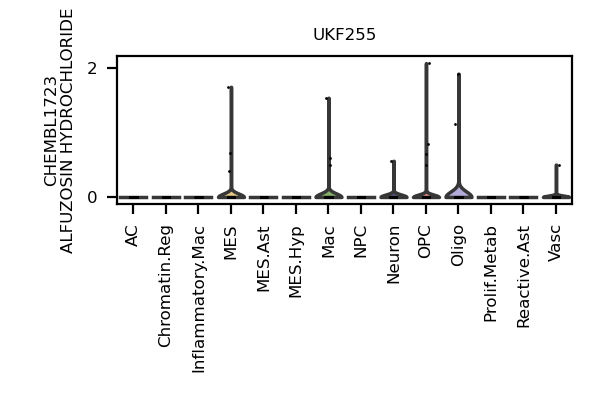 UKF255
CHEMBL1723
ALFUZOSIN HYDROCHLORIDE
2
0
AC
Chromatin.Reg
Inflammatory.Mac
MES
MES.Ast
MES.Hyp
Mac
NPC
Neuron
OPC
Oligo
Prolif.Metab
Reactive.Ast
Vasc